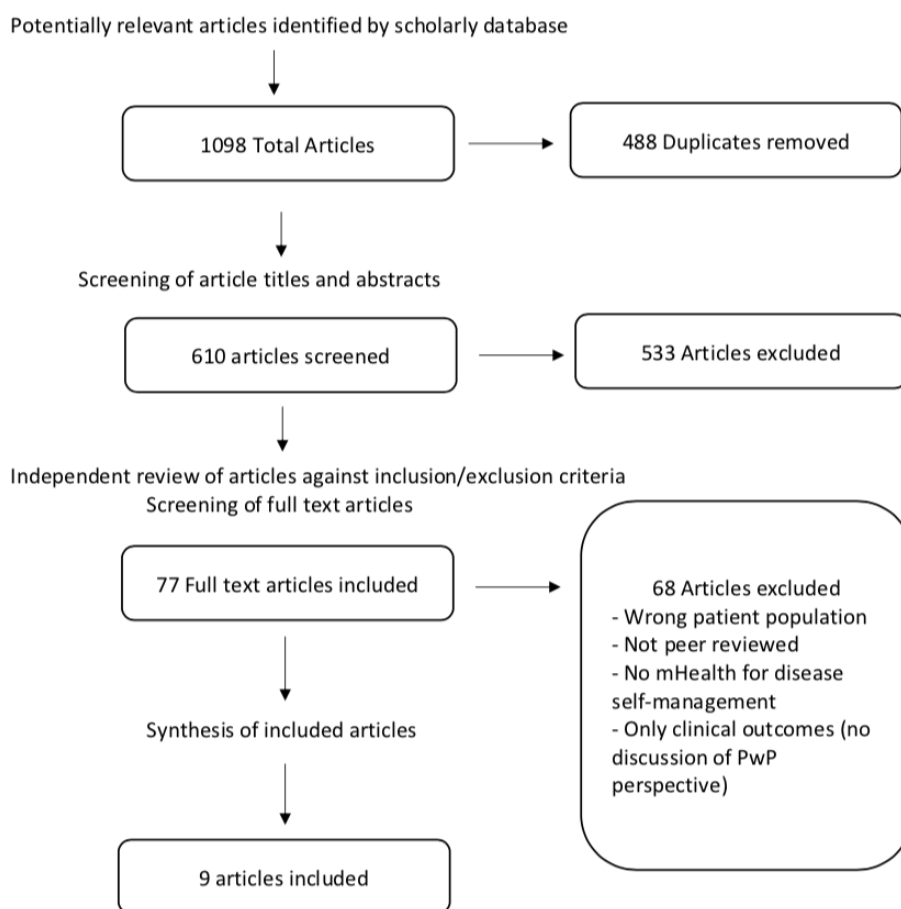 Potentially relevant articles identified by scholarly database
1098 Total Articles
488 Duplicates removed
Screening of article titles and abstracts
610 articles screened
533 Articles excluded
Independent review of articles against inclusion/exclusion criteria
Screening of full text articles
77 Full text articles included
68 Articles excluded
- Wrong patient population
- Not peer reviewed
- No mHealth for disease
self-management
- Only clinical outcomes (no
discussion of PwP
perspective)
Synthesis of included articles
9 articles included